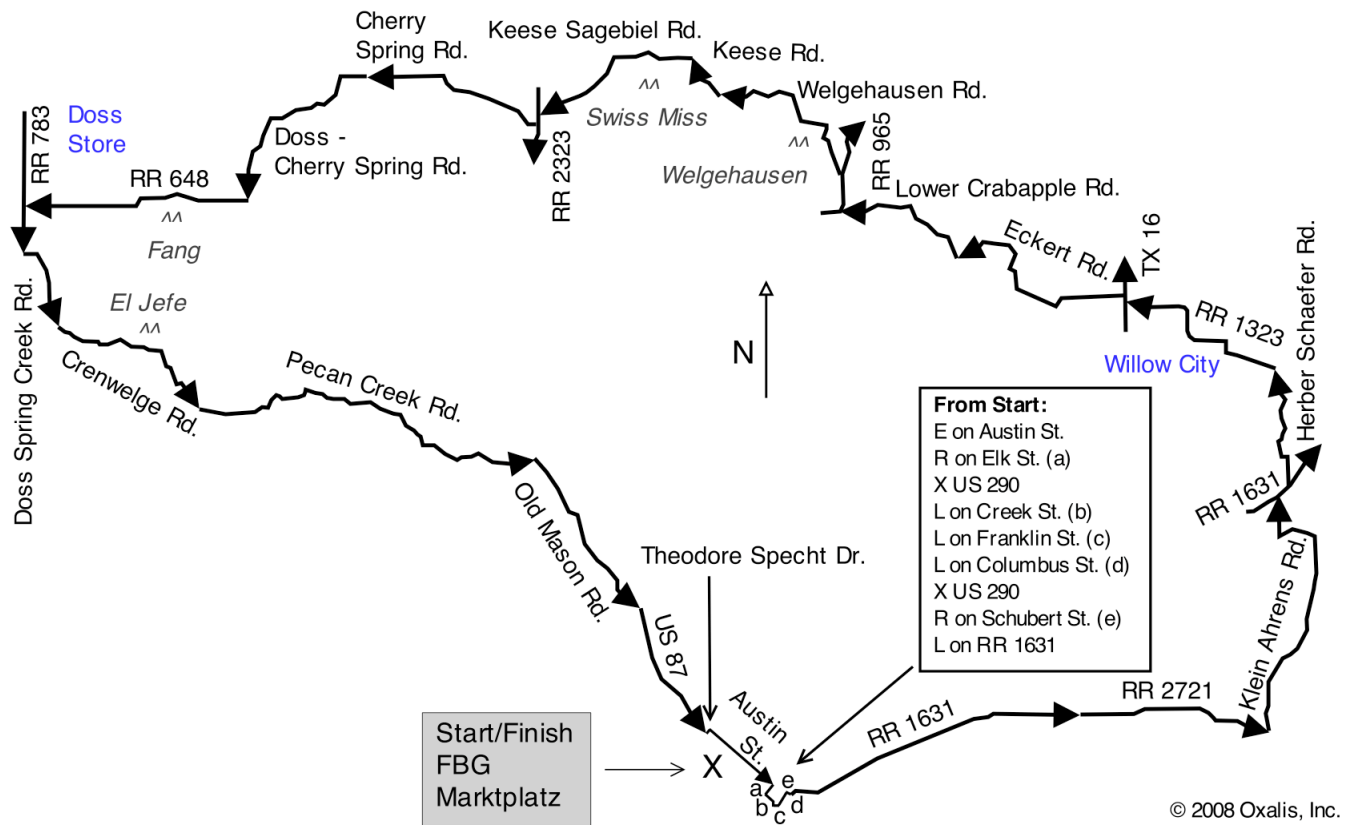 Cherry
Spring Rd.
Keese Sagebiel Rd.
Keese Rd.
^^
Swiss Miss
Welgehausen Rd.
^^
Welgehausen
RR 783
Doss
Store
Doss -
Cherry Spring Rd.
RR 2323
RR 965
RR 648
^^
Fang
Lower Crabapple Rd.
Eckert Rd.
TX 16
Herber Schaefer Rd.
RR 1323
El Jefe
^^
Doss Spring Creek Rd.
Crenwelge Rd.
Pecan Creek Rd.
N
Willow City
From Start:
E on Austin St.
R on Elk St. (a)
X US 290
L on Creek St. (b)
L on Franklin St. (c)
L on Columbus St. (d)
X US 290
R on Schubert St. (e)
L on RR 1631
RR 1631
Old Mason Rd.
Theodore Specht Dr.
US 87
Klein Ahrens Rd.
RR 2721
RR 1631
Austin
St.
Start/Finish
FBG
Marktplatz
X
a
b
c
d
e
© 2008 Oxalis, Inc.